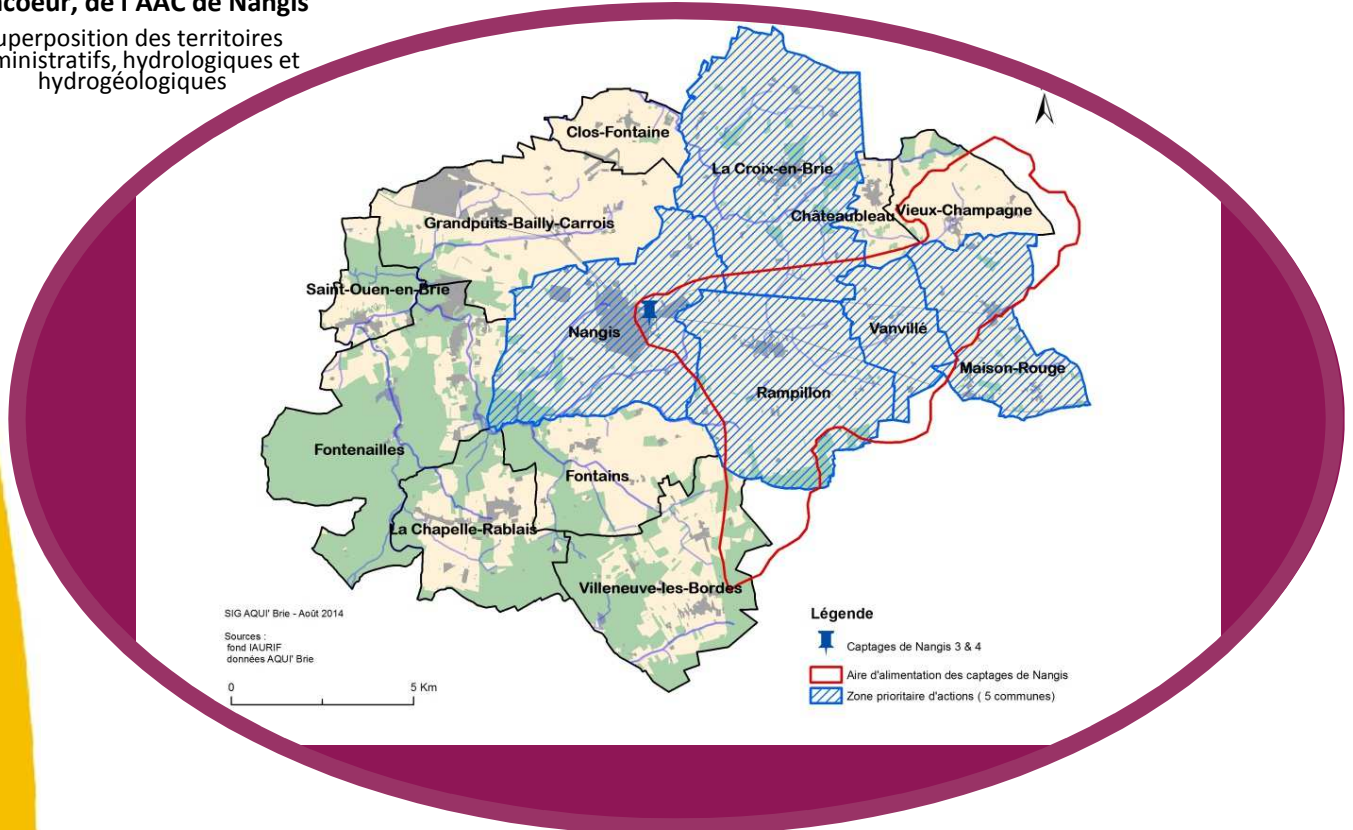 de l'AAC de Nangis
Superposition des territoires
administratifs, hydrologiques et
hydrogéologiques
Clos-Fontaine
La Croix-en-Brie
Châteaubleau
Vieux-Champagne
Grandpuits-Bailly-Carrois
Saint-Ouen-en-Brie
Nangis
Vanvillé
Maison-Rouge
Rampillon
Fontenailles
Fontains
La Chapelle-Rablais
Villeneuve-les-Bordes
SIG AQUI' Brie - Août 2014
Sources :
fond IAURIF
données AQUI' Brie
0 5 Km
Légende
Captages de Nangis 3 & 4
Aire d'alimentation des captages de Nangis
Zone prioritaire d'actions ( 5 communes)